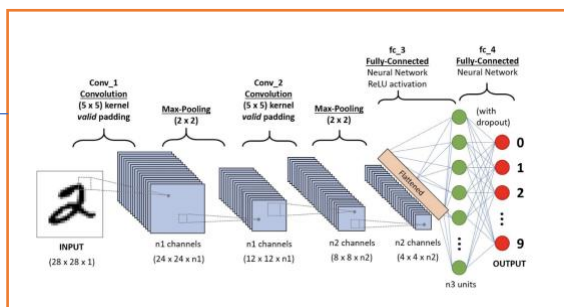 fc_3
Fully-Connected
Neural Network
ReLU activation
fc_4
Fully-Connected
Neural Network
Conv_1
Convolution
(5 x 5) kernel
valid padding
Max-Pooling
(2 x 2)
Conv_2
Convolution
(5 x 5) kernel
valid padding
Max-Pooling
(2 x 2)
(with
dropout)
Flattened
0
1
2
9
2
INPUT
(28 x 28 x 1)
n1 channels
(24 x 24 x n1)
n1 channels
(12 x 12 x n1)
n2 channels
(8 x 8 x n2)
n2 channels
(4 x 4 x n2)
OUTPUT
n3 units